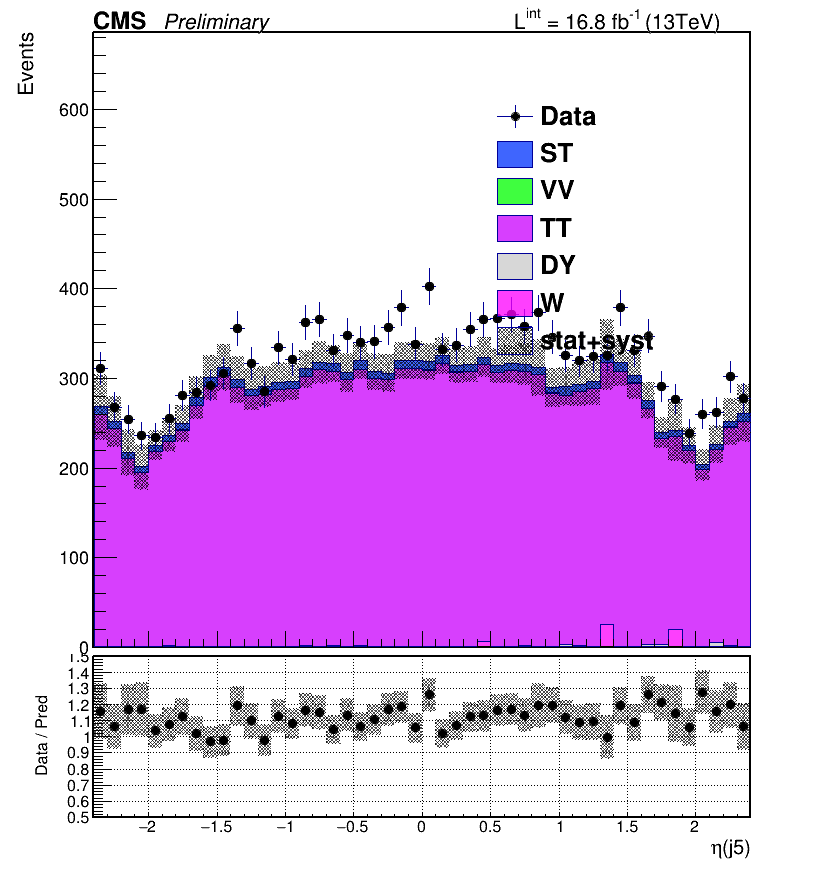 CMS Preliminary L^int = 16.8 fb^-1 (13TeV)
Events
600
500
400
300
200
100
0
Data
ST
VV
TT
DY
W
stat+syst
Data / Pred
1.5
1.4
1.3
1.2
1.1
1
0.9
0.8
0.7
0.6
0.5
−2 −1.5 −1 −0.5 0 0.5 1 1.5 2
η(j5)